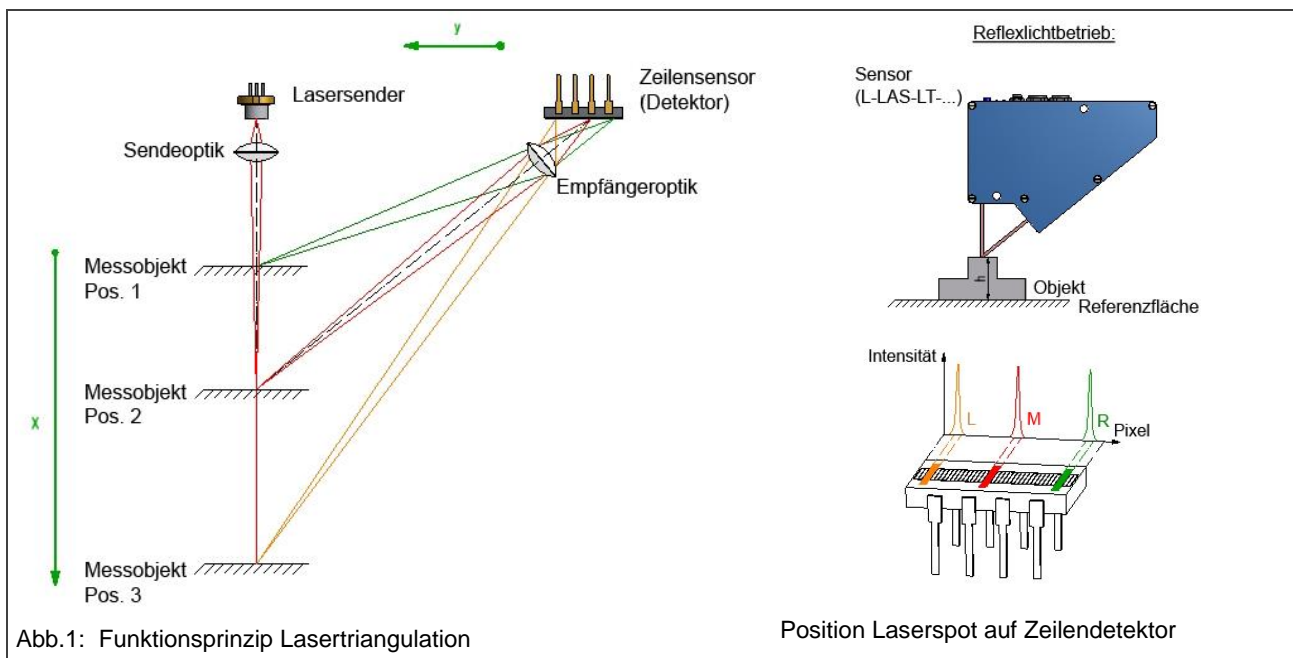 y
Lasersender
Zeilensensor
(Detektor)
Sendeoptik
Empfängeroptik
Messobjekt
Pos. 1
Messobjekt
Pos. 2
x
Messobjekt
Pos. 3
Abb.1: Funktionsprinzip Lasertriangulation
Reflexlichtbetrieb:
Sensor
(L-LAS-LT-...)
h
Objekt
Referenzfläche
Intensität
L
M
R
Pixel
Position Laserspot auf Zeilendetektor